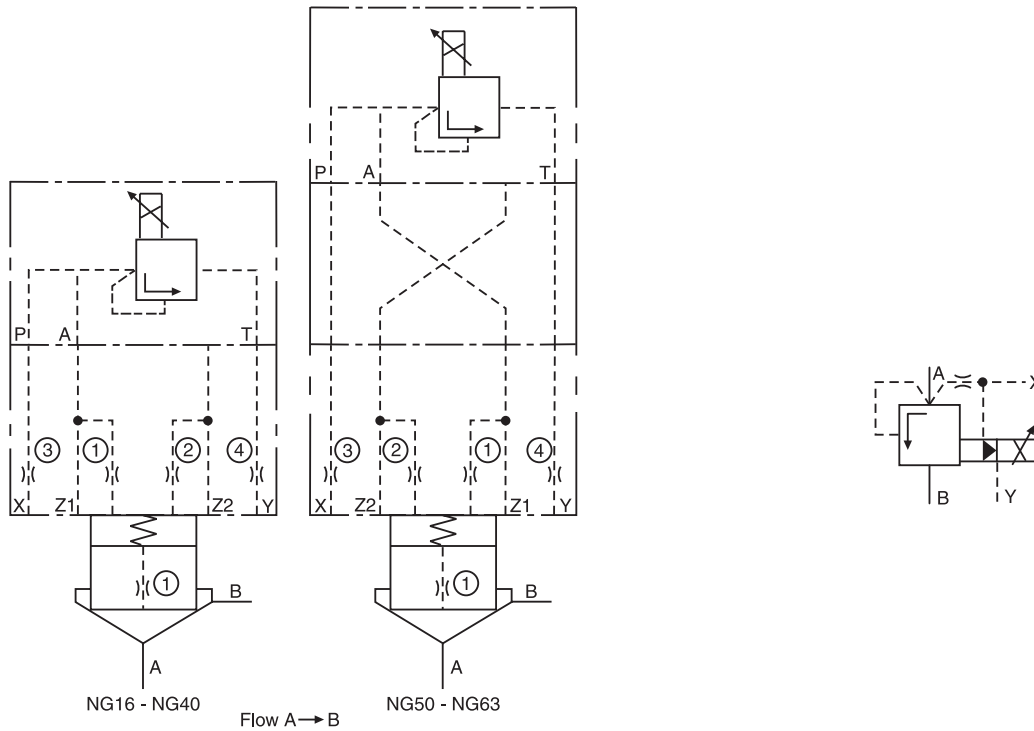 P A T
P A T
3 1 2 4
X Z1 Z2 Y
3 2 1 4
X Z2 Z1 Y
1
B
A
1
B
A
NG16 - NG40
NG50 - NG63
Flow A B
A
X
B
Y